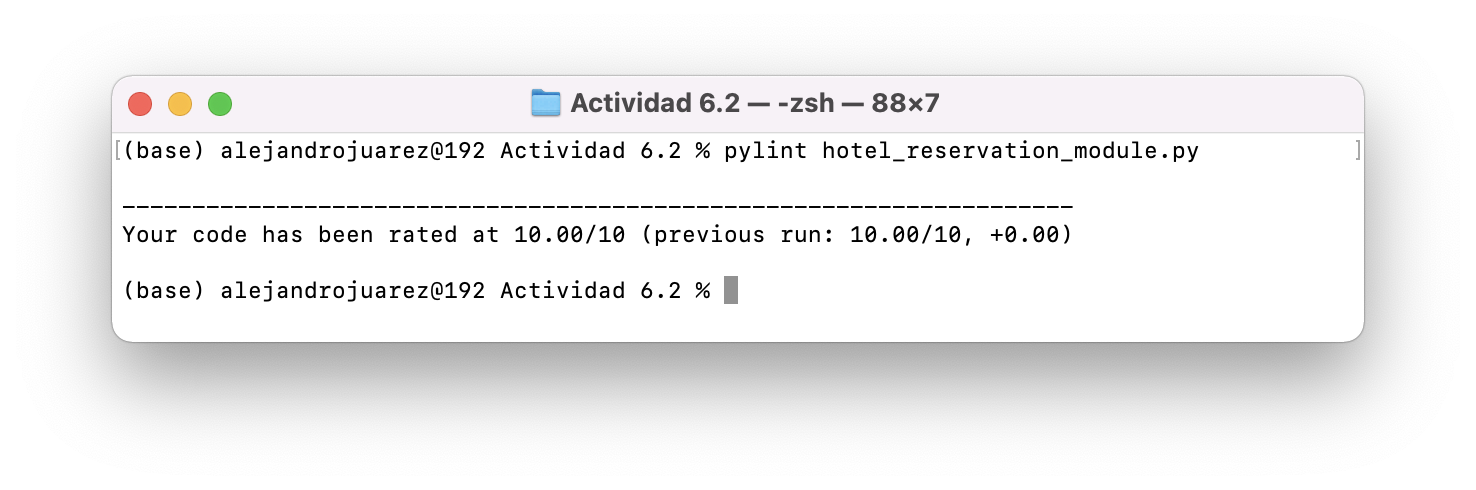 Actividad 6.2 — -zsh — 88×7
[(base) alejandrojuarez@192 Actividad 6.2 % pylint hotel_reservation_module.py ]
--------------------------------------------------------------------
Your code has been rated at 10.00/10 (previous run: 10.00/10, +0.00)
(base) alejandrojuarez@192 Actividad 6.2 %